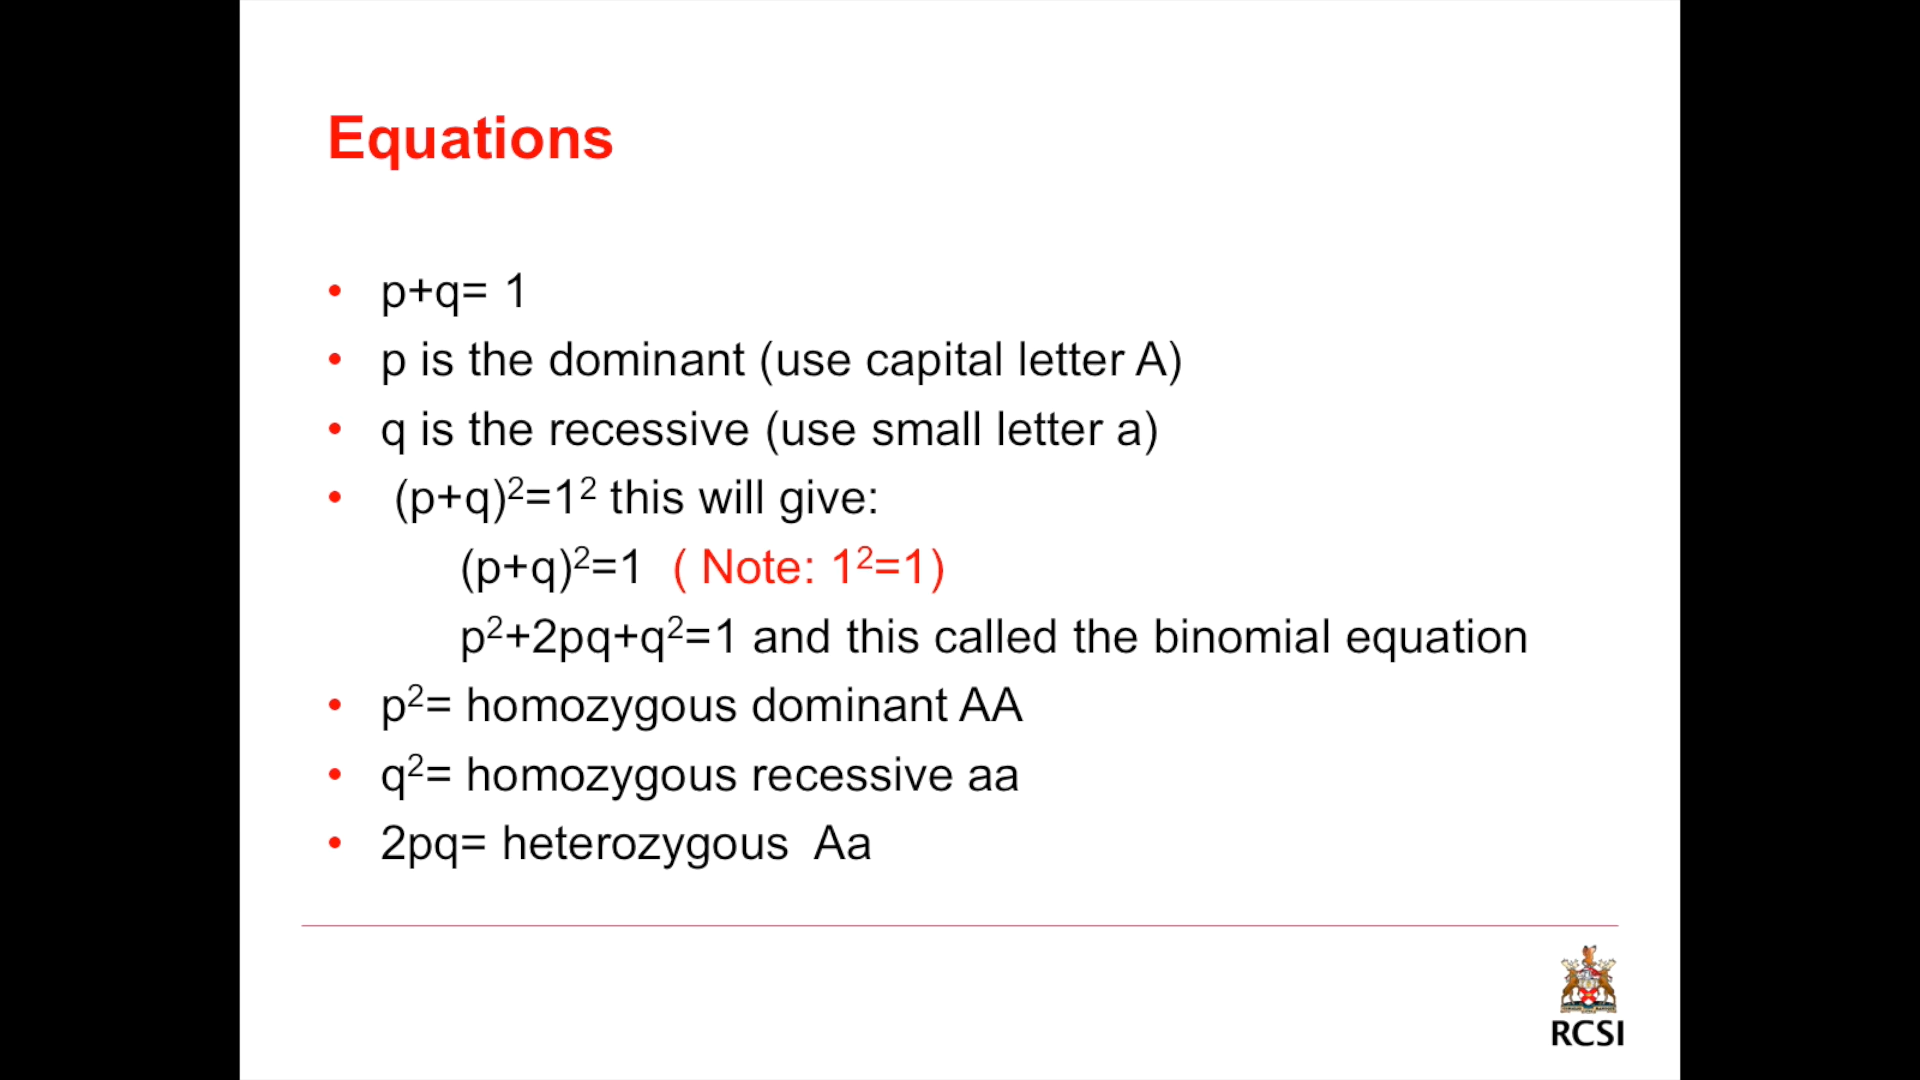 Equations
• p+q= 1
• p is the dominant (use capital letter A)
• q is the recessive (use small letter a)
• (p+q)²=1² this will give:
(p+q)²=1 ( Note: 1²=1)
p²+2pq+q²=1 and this called the binomial equation
• p²= homozygous dominant AA
• q²= homozygous recessive aa
• 2pq= heterozygous Aa
RCSI